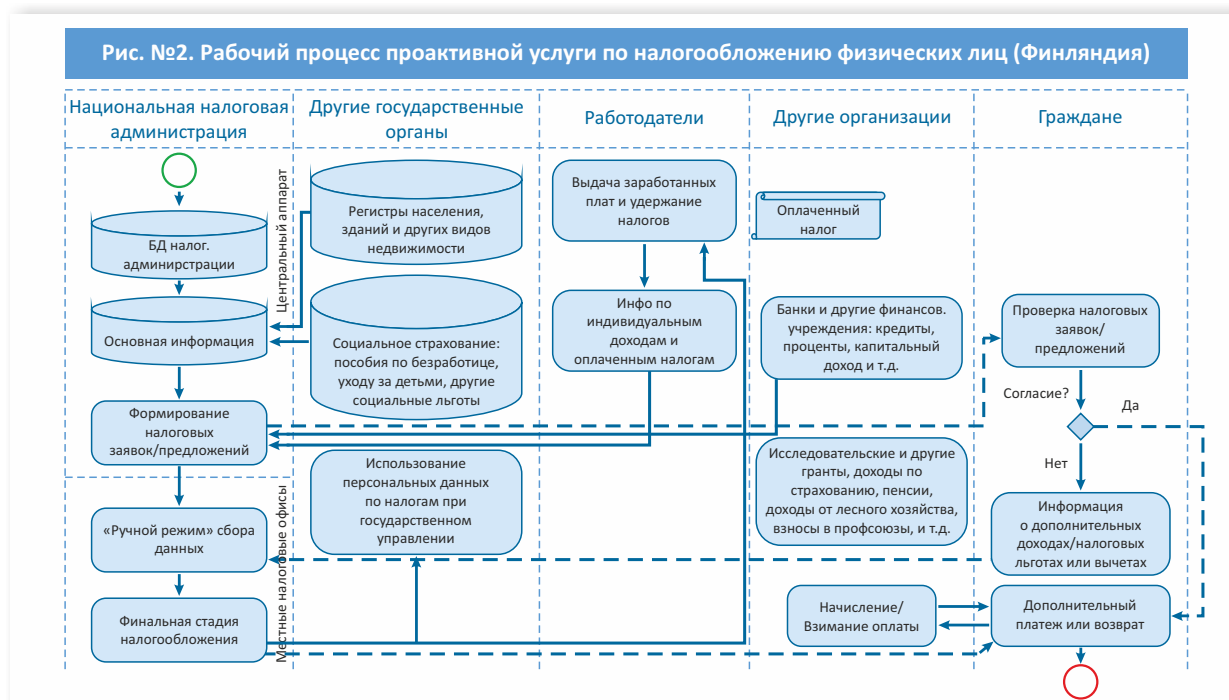 Рис. №2. Рабочий процесс проактивной услуги по налогообложению физических лиц (Финляндия)
Национальная налоговая
администрация
Другие государственные
органы
Работодатели
Другие организации
Граждане
Центральный аппарат
БД налог.
админирстрации
Основная информация
Формирование
налоговых
заявок/предложений
Местные налоговые офисы
«Ручной режим» сбора
данных
Финальная стадия
налогообложения
Регистры населения,
зданий и других видов
недвижимости
Социальное страхование:
пособия по безработице,
уходу за детьми, другие
социальные льготы
Использование
персональных данных
по налогам при
государственном
управлении
Выдача заработанных
плат и удержание
налогов
Инфо по
индивидуальным
доходам и
оплаченным налогам
Оплаченный
налог
Банки и другие финансов.
учреждения: кредиты,
проценты, капитальный
доход и т.д.
Исследовательские и другие
гранты, доходы по
страхованию, пенсии,
доходы от лесного хозяйства,
взносы в профсоюзы, и т.д.
Начисление/
Взимание оплаты
Проверка налоговых
заявок/
предложений
Согласие?
Да
Нет
Информация
о дополнительных
доходах/налоговых
льготах или вычетах
Дополнительный
платеж или возврат